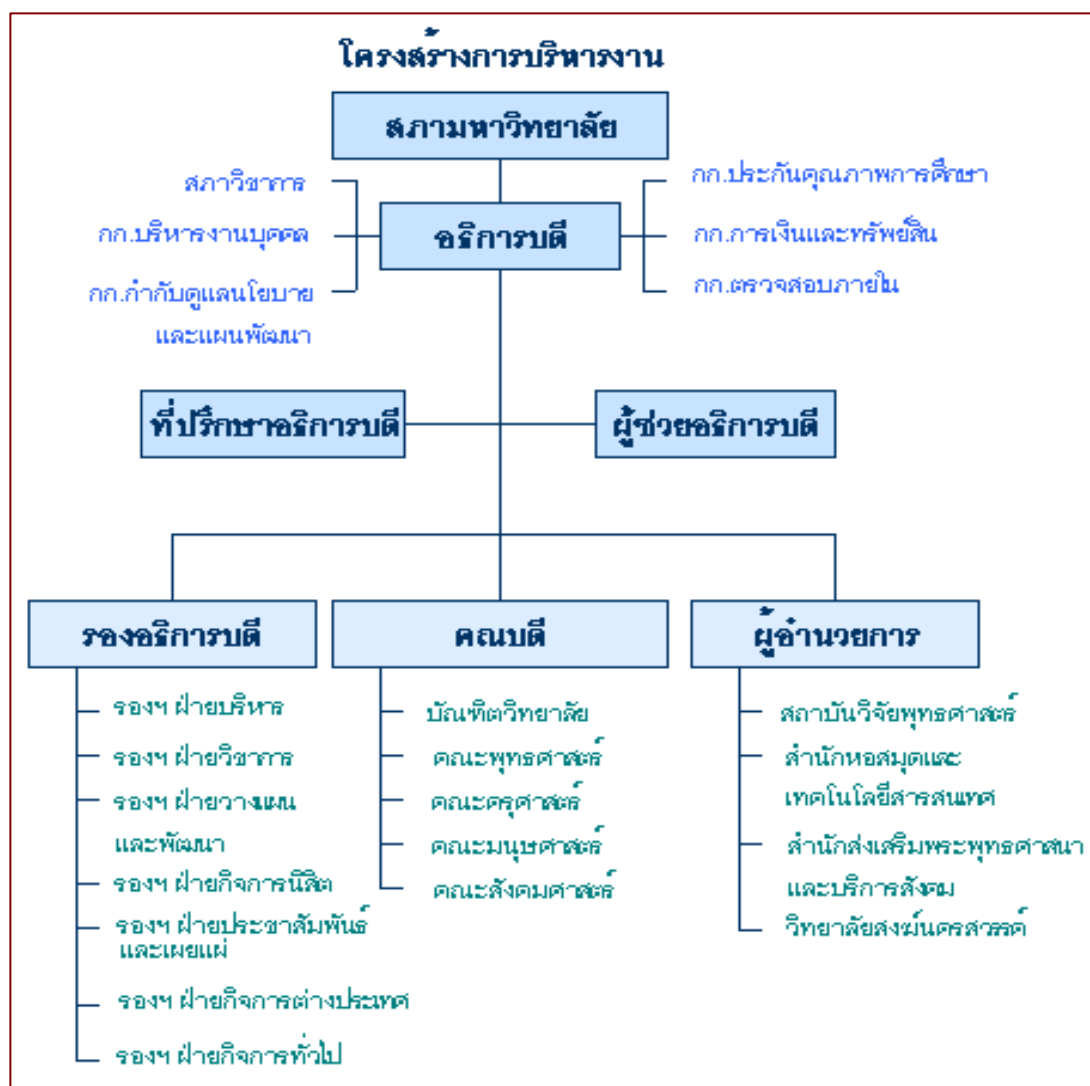 โครงสร้างการบริหารงาน
สภามหาวิทยาลัย
สภาวิชาการ
กก.บริหารงานบุคคล
กก.กำกับดูแลนโยบาย
และแผนพัฒนา
อธิการบดี
กก.ประกันคุณภาพการศึกษา
กก.การเงินและทรัพย์สิน
กก.ตรวจสอบภายใน
ที่ปรึกษาอธิการบดี
ผู้ช่วยอธิการบดี
รองอธิการบดี
รองฯ ฝ่ายบริหาร
รองฯ ฝ่ายวิชาการ
รองฯ ฝ่ายวางแผน
และพัฒนา
รองฯ ฝ่ายกิจการนิสิต
รองฯ ฝ่ายประชาสัมพันธ์
และเผยแผ่
รองฯ ฝ่ายกิจการต่างประเทศ
รองฯ ฝ่ายกิจการทั่วไป
คณบดี
บัณฑิตวิทยาลัย
คณะพุทธศาสตร์
คณะครุศาสตร์
คณะมนุษศาสตร์
คณะสังคมศาสตร์
ผู้อำนวยการ
สถาบันวิจัยพุทธศาสตร์
สำนักหอสมุดและ
เทคโนโลยีสารสนเทศ
สำนักส่งเสริมพระพุทธศาสนา
และบริการสังคม
วิทยาลัยสงฆ์นครสวรรค์